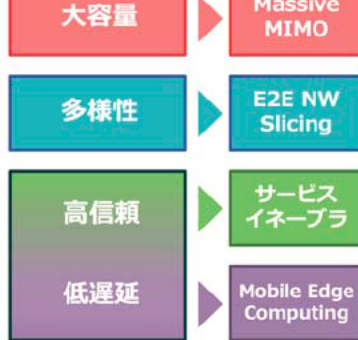 大容量
Massive
MIMO
多様性
E2E NW
Slicing
高信頼
サービス
イネーブラ
低遅延
Mobile Edge
Computing